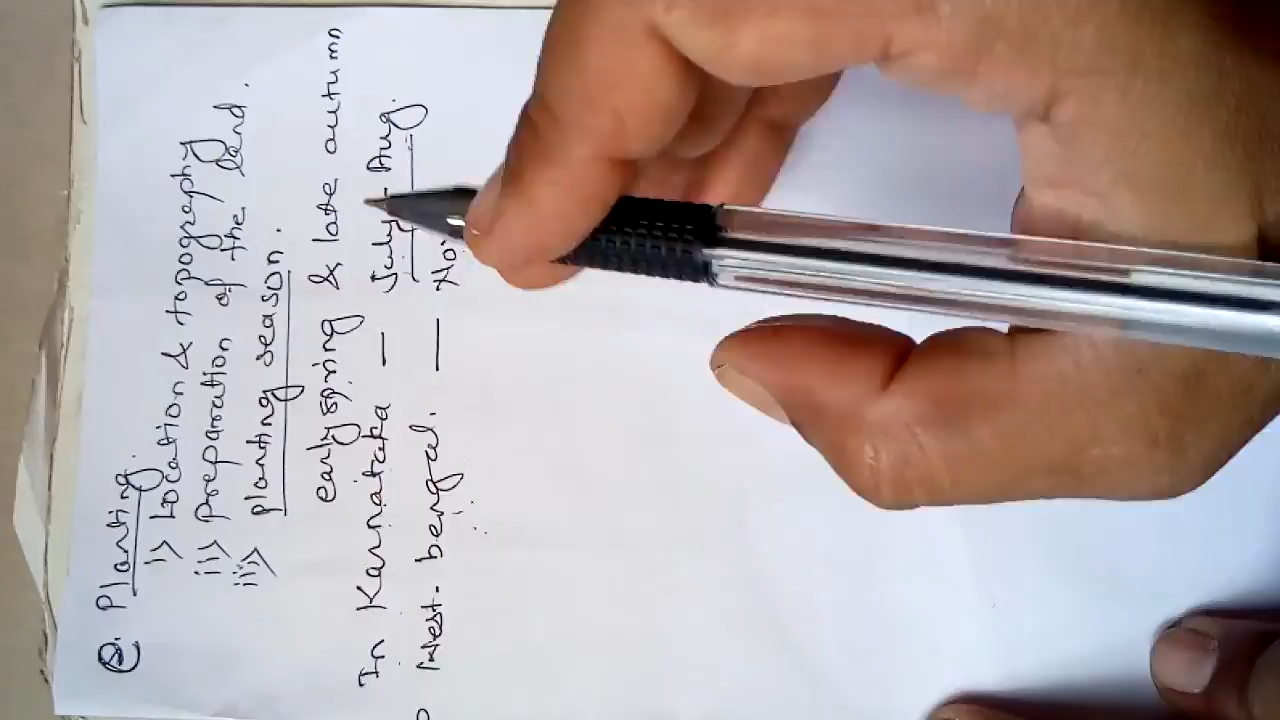 e. Planting.
i> Location & topography
ii> preparation of the land.
iii> planting season.
early spring & late autumn
In Karnataka — July - Aug.
West. bengal. —